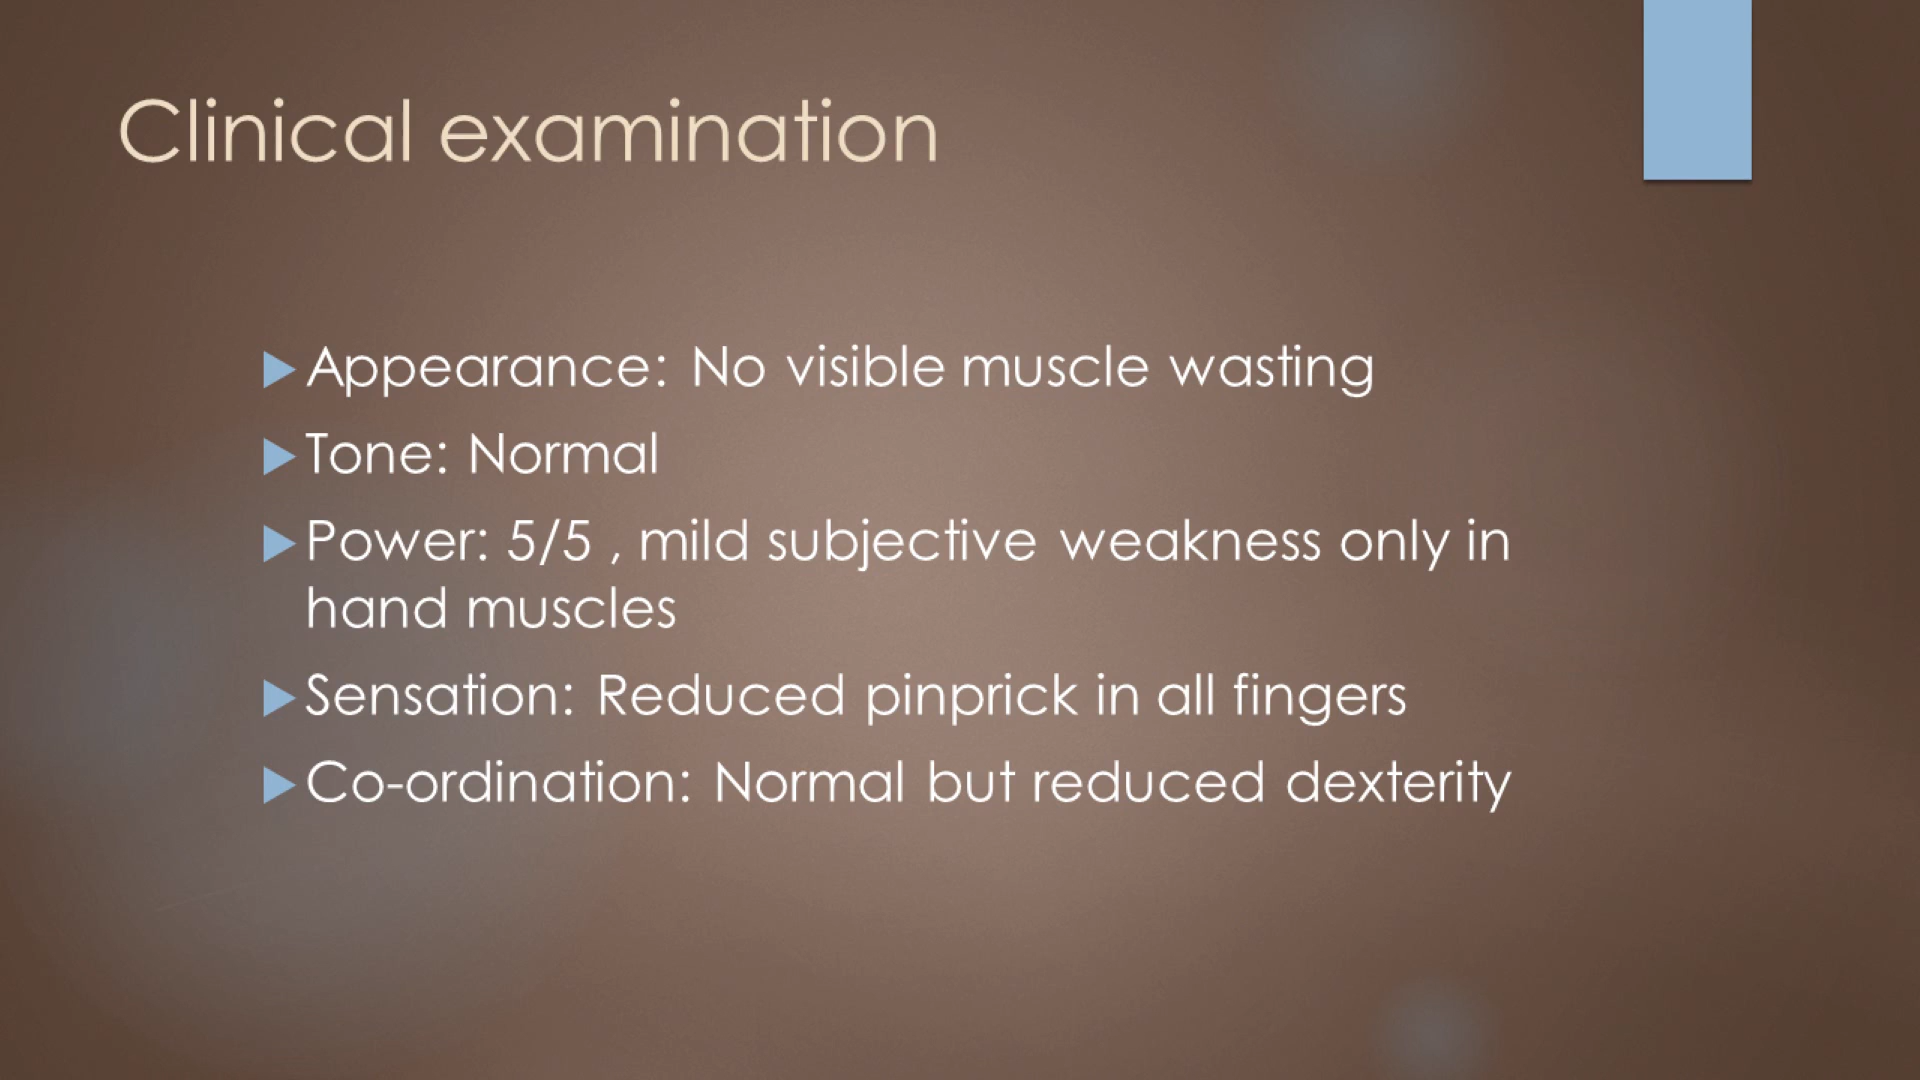 Clinical examination
Appearance: No visible muscle wasting
Tone: Normal
Power: 5/5 , mild subjective weakness only in
hand muscles
Sensation: Reduced pinprick in all fingers
Co-ordination: Normal but reduced dexterity